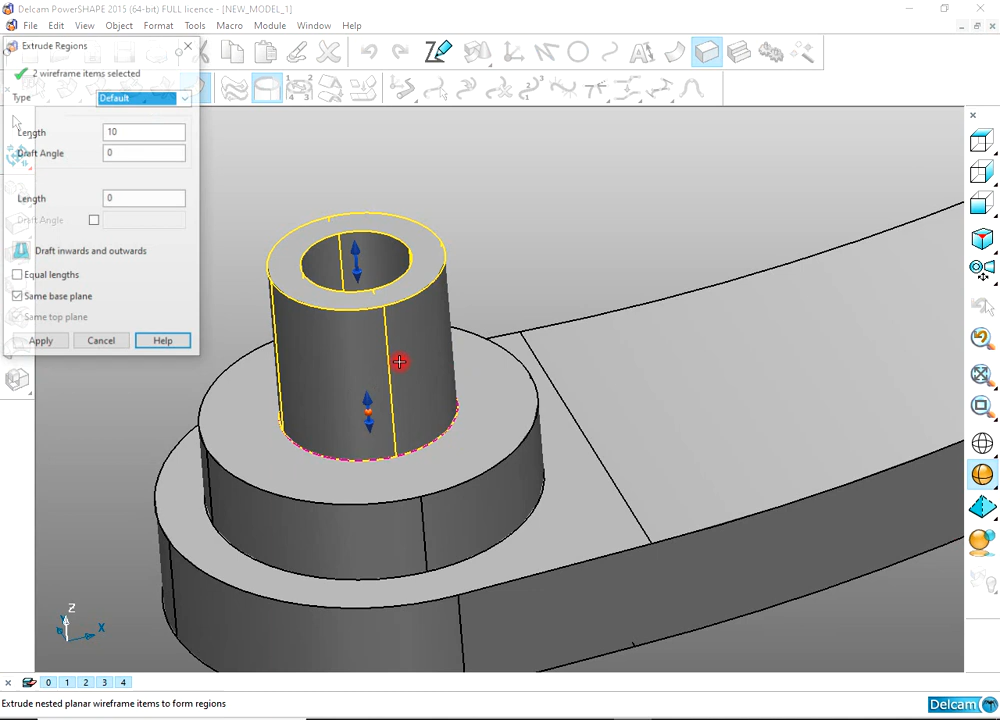 Delcam PowerSHAPE 2015 (64-bit) FULL licence - [NEW_MODEL_1]
File Edit View Object Format Tools Macro Module Window Help
Extrude Regions
2 wireframe items selected
Type Default
Length 10
Draft Angle 0
Length 0
Draft Angle
Draft inwards and outwards
Equal lengths
Same base plane
Same top plane
Apply Cancel Help
Z
X
0 1 2 3 4
Extrude nested planar wireframe items to form regions
Delcam